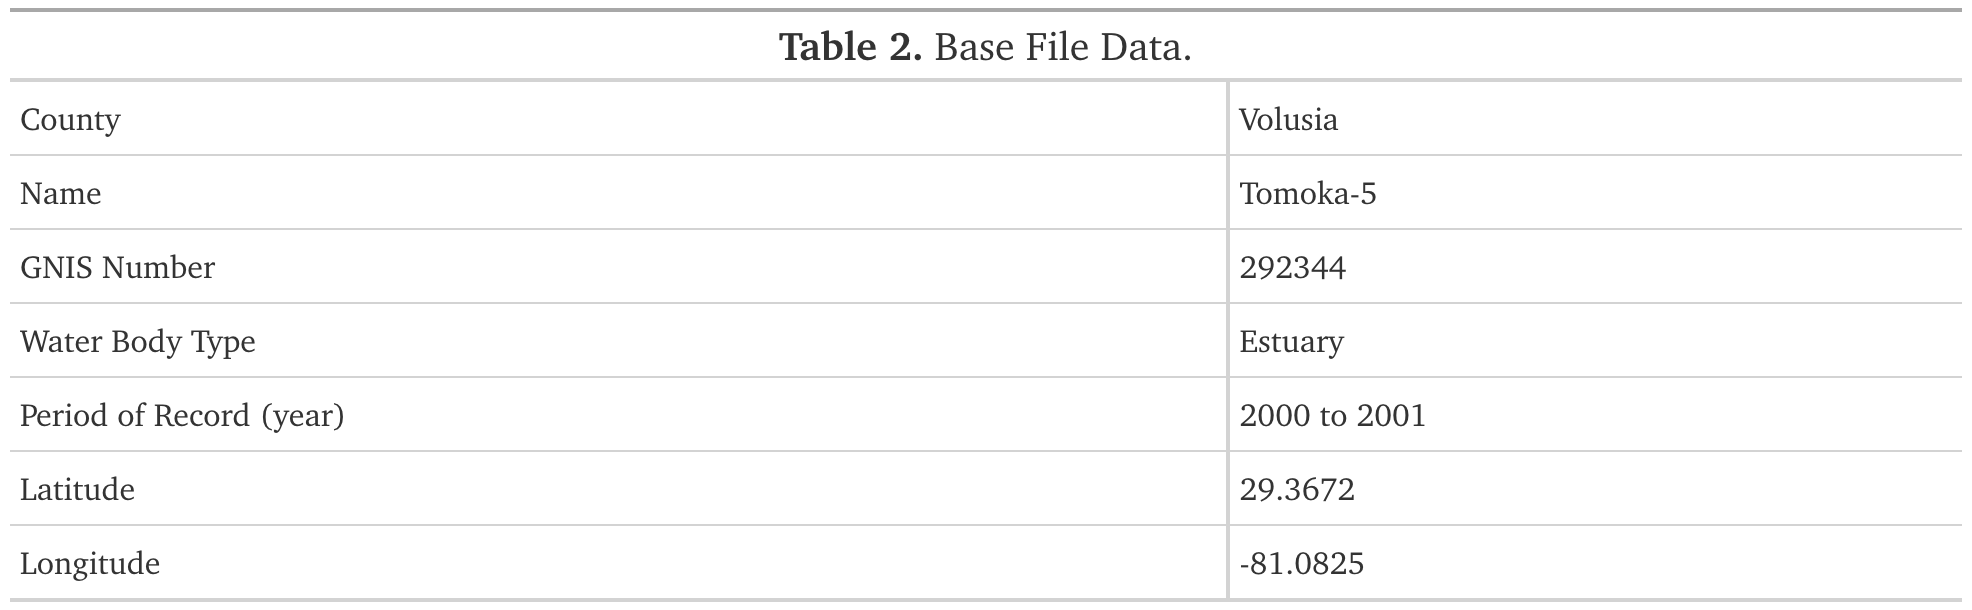 Table 2. Base File Data.
County Volusia
Name Tomoka-5
GNIS Number 292344
Water Body Type Estuary
Period of Record (year) 2000 to 2001
Latitude 29.3672
Longitude -81.0825